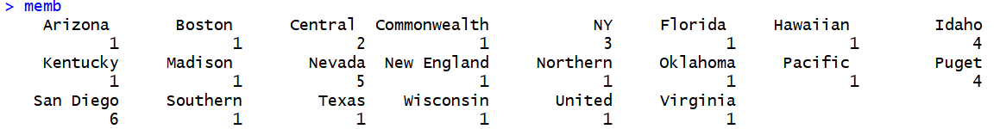 > memb
Arizona Boston Central Commonwealth NY Florida Hawaiian Idaho
1 1 2 1 3 1 1 4
Kentucky Madison Nevada New England Northern Oklahoma Pacific Puget
1 1 5 1 1 1 1 4
San Diego Southern Texas Wisconsin United Virginia
6 1 1 1 1 1